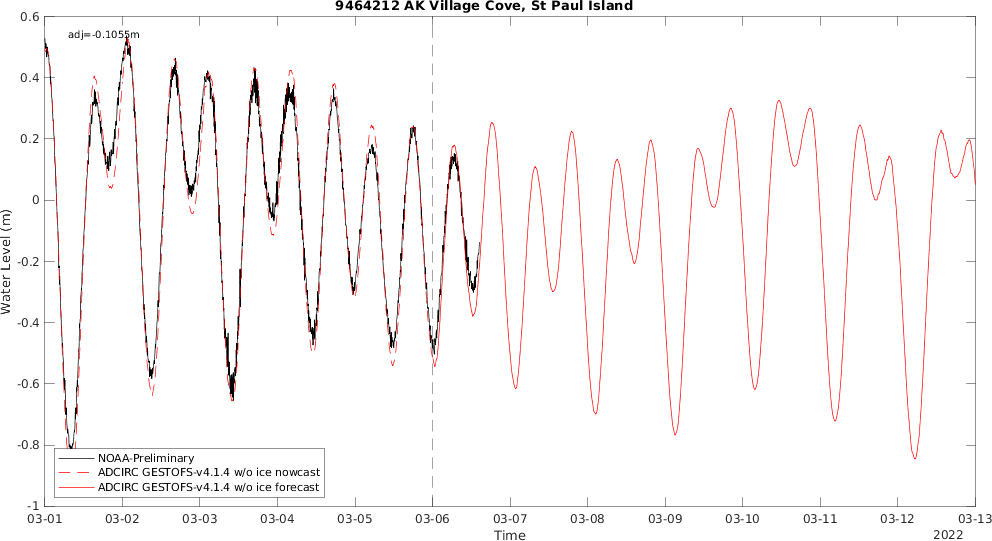 9464212 AK Village Cove, St Paul Island
adj=-0.1055m
0.6
0.4
0.2
0
-0.2
-0.4
-0.6
-0.8
-1
Water Level (m)
NOAA-Preliminary
ADCIRC GESTOFS-v4.1.4 w/o ice nowcast
ADCIRC GESTOFS-v4.1.4 w/o ice forecast
03-01 03-02 03-03 03-04 03-05 03-06 03-07 03-08 03-09 03-10 03-11 03-12 03-13
Time
2022